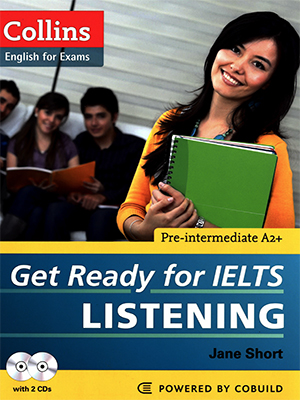 Collins
English for Exams
Pre-intermediate A2+
Get Ready for IELTS
LISTENING
Jane Short
with 2 CDs
POWERED BY COBUILD